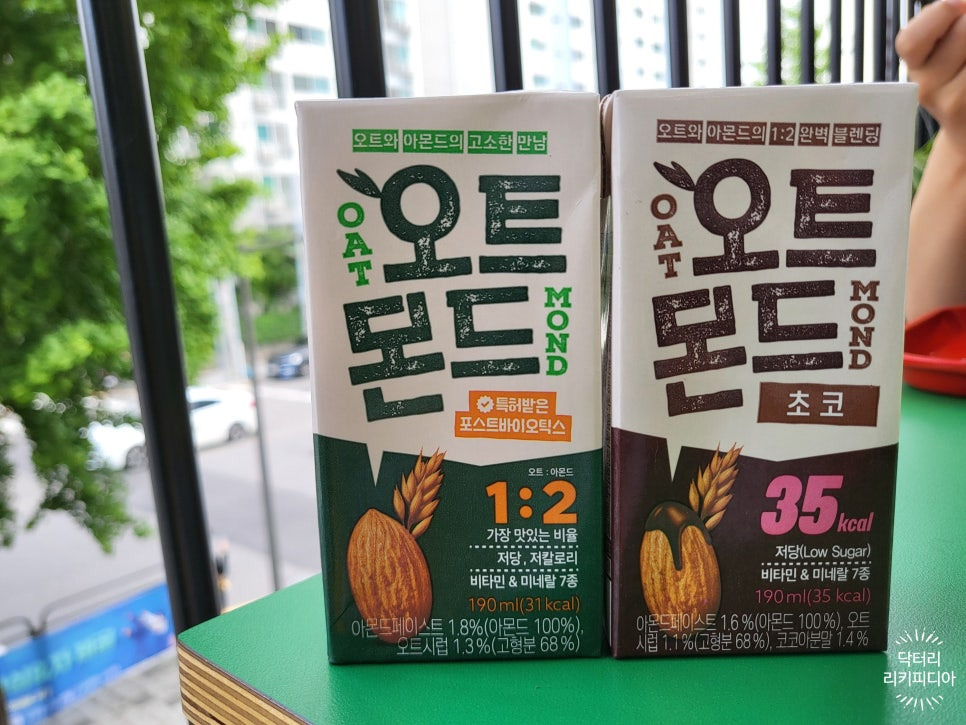 오트와 아몬드의 고소한 만남
OAT
오트
몬드
MOND
특허받은
포스트바이오틱스
오트 : 아몬드
1:2
가장 맛있는 비율
저당, 저칼로리
비타민 & 미네랄 7종
190 ml (31 kcal)
아몬드페이스트 1.8%(아몬드 100%),
오트시럽 1.3%(고형분 68%)
오트와 아몬드의 1:2 완벽 블렌딩
OAT
오트
몬드
MOND
초코
35 kcal
저당(Low Sugar)
비타민 & 미네랄 7종
190 ml (35 kcal)
아몬드페이스트 1.6%(아몬드 100%), 오트
시럽 1.1%(고형분 68%), 코코아분말 1.4%
닥터리
리키피디아